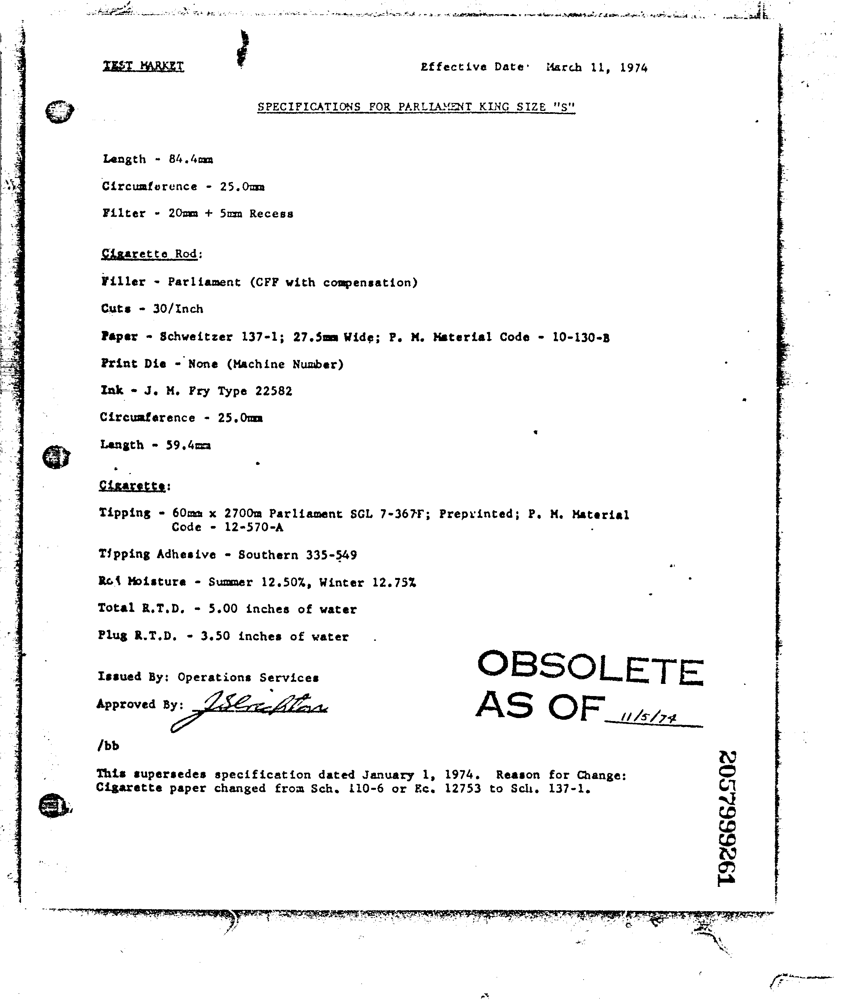 TEST MARKET Effective Date· March 11, 1974
SPECIFICATIONS FOR PARLIAMENT KING SIZE "S"
Length - 84.4mm
Circumference - 25.0mm
Filter - 20mm + 5mm Recess
Cigarette Rod:
Filler - Parliament (CFF with compensation)
Cuts - 30/Inch
Paper - Schweitzer 137-1; 27.5mm Wide; P. M. Material Code - 10-130-B
Print Die - None (Machine Number)
Ink - J. M. Fry Type 22582
Circumference - 25.0mm
Length - 59.4mm
Cigarette:
Tipping - 60mm x 2700m Parliament SGL 7-367F; Preprinted; P. M. Material
Code - 12-570-A
Tipping Adhesive - Southern 335-549
Rod Moisture - Summer 12.50%, Winter 12.75%
Total R.T.D. - 5.00 inches of water
Plug R.T.D. - 3.50 inches of water
Issued By: Operations Services
Approved By:
OBSOLETE
AS OF 11/5/74
/bb
This supersedes specification dated January 1, 1974. Reason for Change:
Cigarette paper changed from Sch. 110-6 or Ec. 12753 to Sch. 137-1.
2057999261